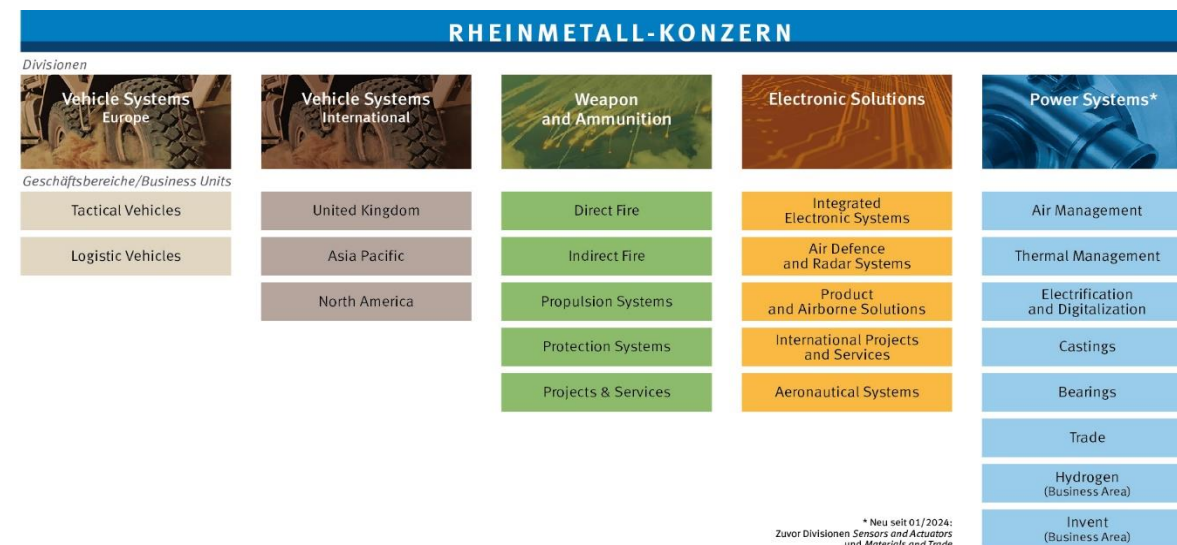 RHEINMETALL-KONZERN
Divisionen
Vehicle Systems
Europe
Vehicle Systems
International
Weapon
and Ammunition
Electronic Solutions
Power Systems*
Geschäftsbereiche/Business Units
Tactical Vehicles
Logistic Vehicles
United Kingdom
Asia Pacific
North America
Direct Fire
Indirect Fire
Propulsion Systems
Protection Systems
Projects & Services
Integrated
Electronic Systems
Air Defence
and Radar Systems
Product
and Airborne Solutions
International Projects
and Services
Aeronautical Systems
Air Management
Thermal Management
Electrification
and Digitalization
Castings
Bearings
Trade
Hydrogen
(Business Area)
Invent
(Business Area)
* Neu seit 01/2024:
Zuvor Divisionen Sensors and Actuators
und Materials and Trade